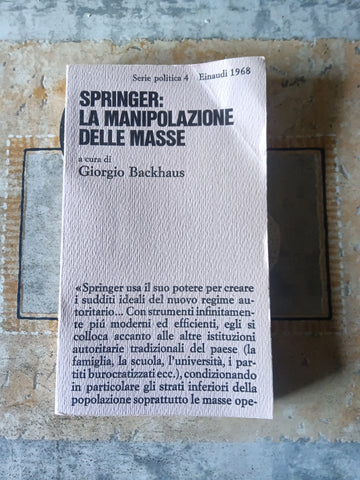 Serie politica 4 Einaudi 1968
SPRINGER:
LA MANIPOLAZIONE
DELLE MASSE
a cura di
Giorgio Backhaus
«Springer usa il suo potere per creare
i sudditi ideali del nuovo regime au-
toritario... Con strumenti infinitamen-
te piú moderni ed efficienti, egli si
colloca accanto alle altre istituzioni
autoritarie tradizionali del paese (la
famiglia, la scuola, l'università, i par-
titi burocratizzati ecc.), condizionando
in particolare gli strati inferiori della
popolazione soprattutto le masse ope-